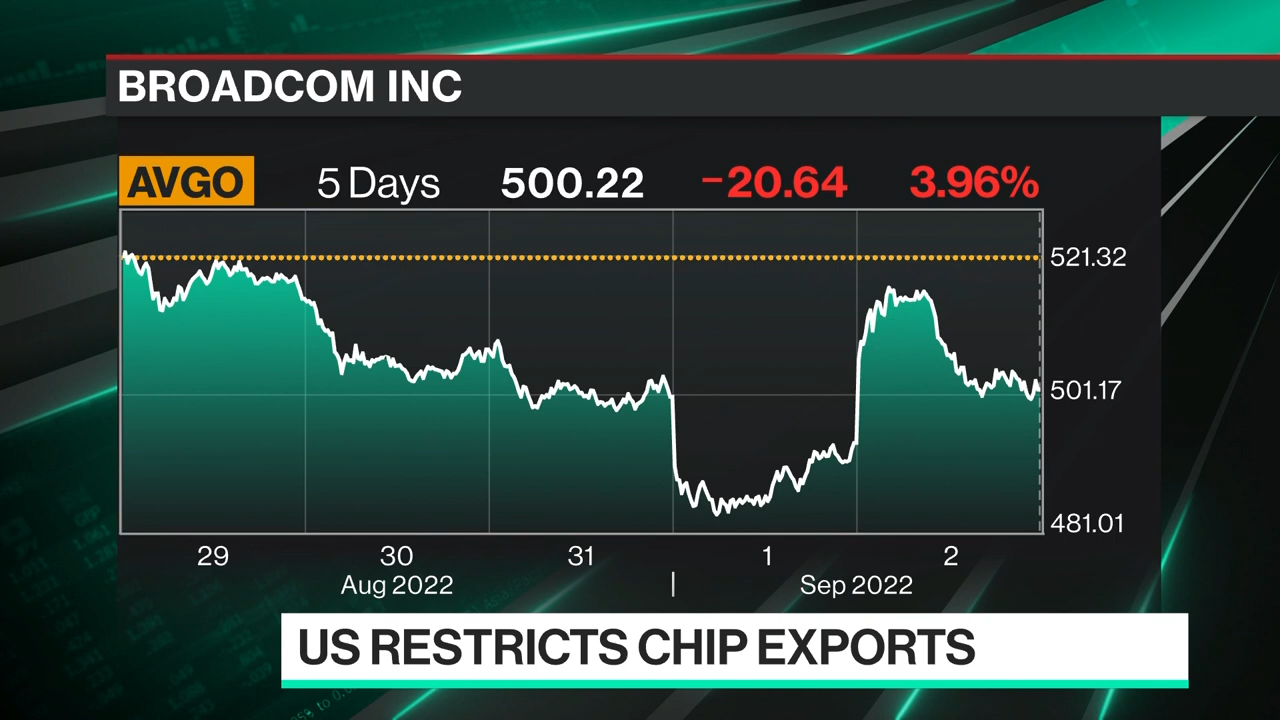 BROADCOM INC
AVGO 5 Days 500.22 −20.64 3.96%
521.32
501.17
481.01
29 30 31 1 2
Aug 2022 | Sep 2022
US RESTRICTS CHIP EXPORTS